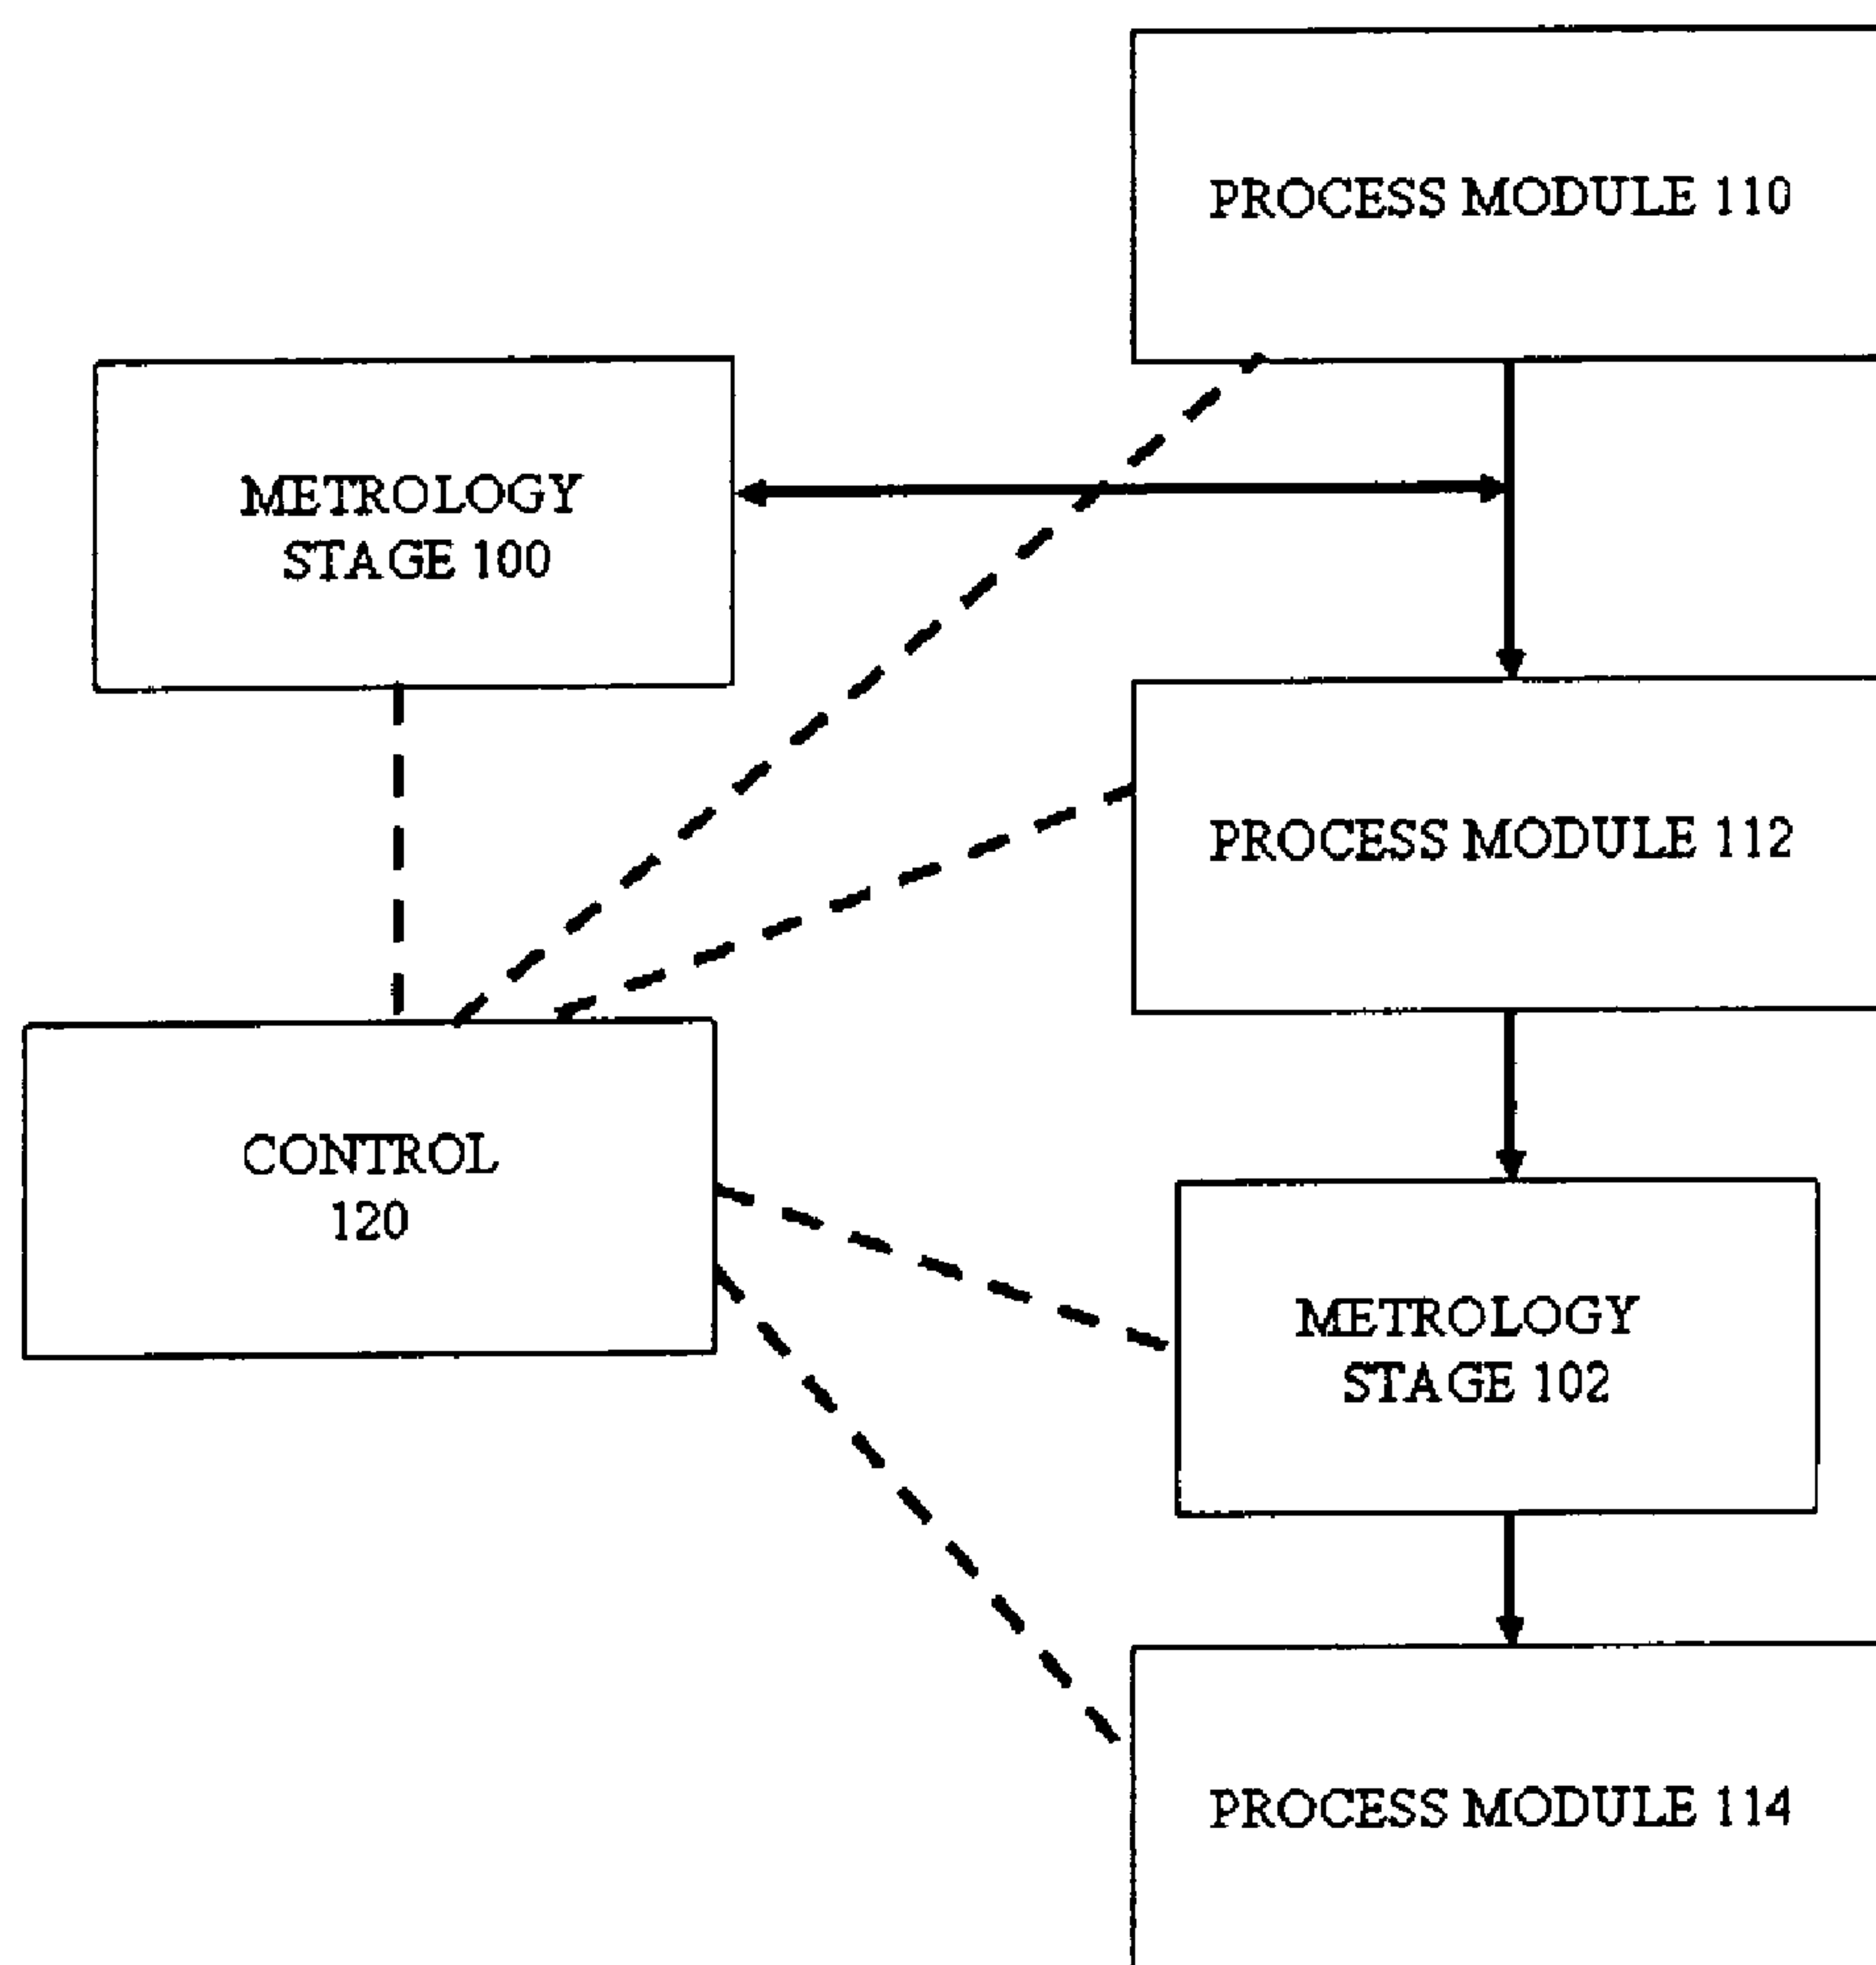 PROCESS MODULE 110
METROLOGY
STAGE 100
PROCESS MODULE 112
CONTROL
120
METROLOGY
STAGE 102
PROCESS MODULE 114